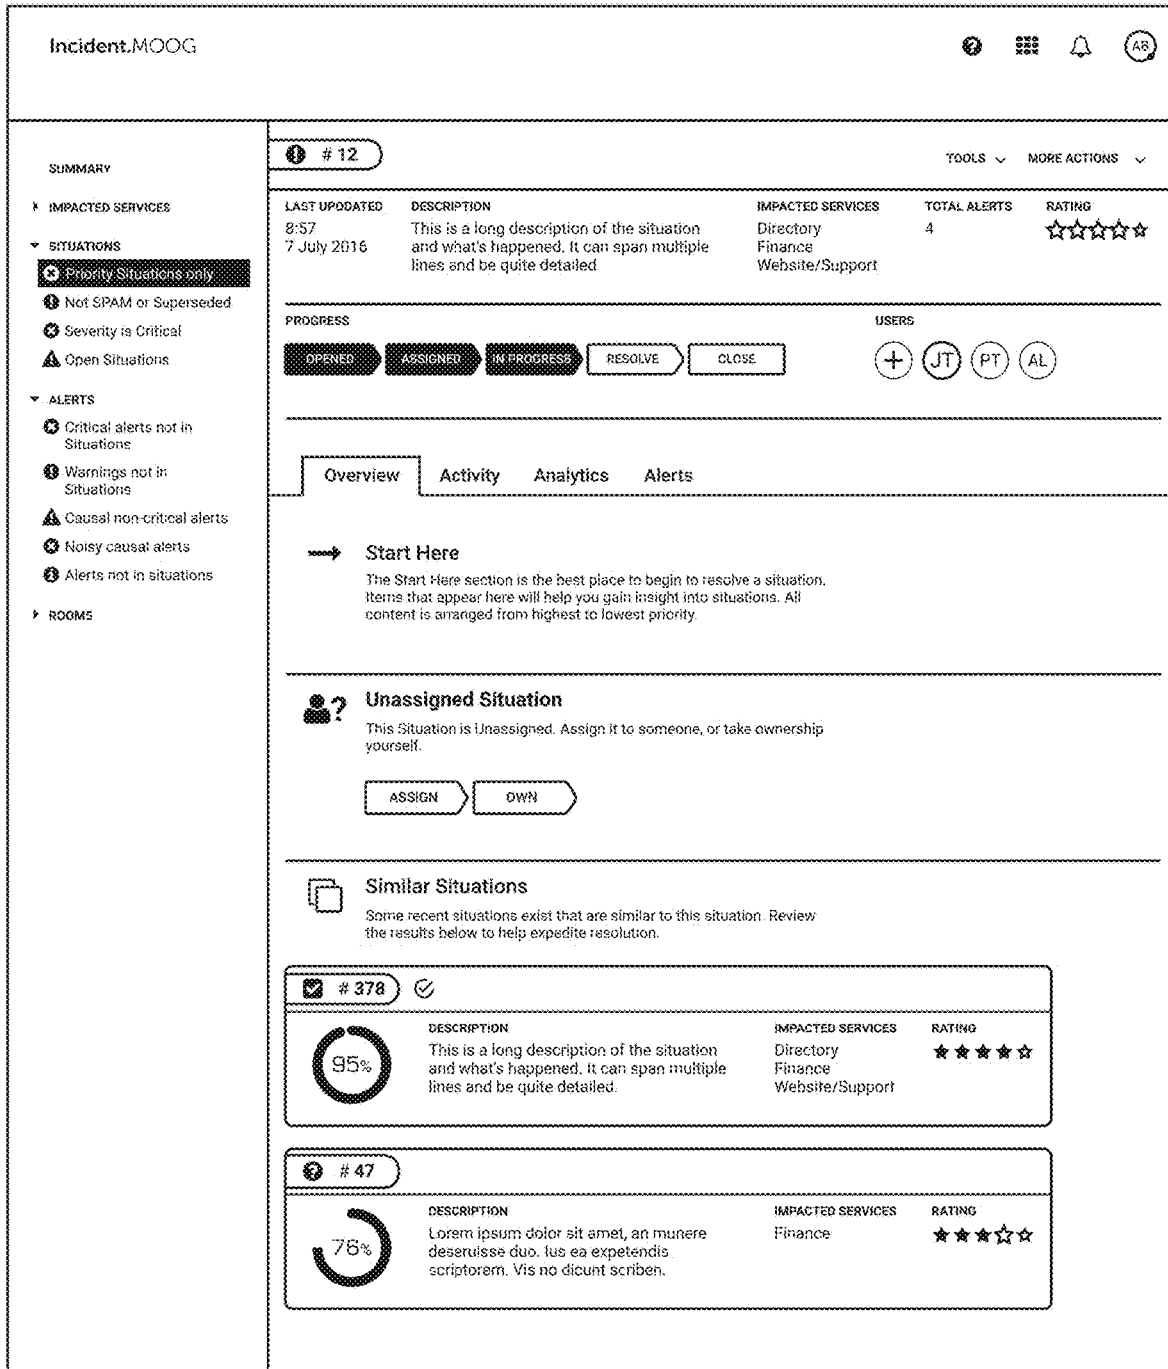 Incident.MOOG
AB
SUMMARY
IMPACTED SERVICES
SITUATIONS
Priority Situations only
Not SPAM or Superseded
Severity is Critical
Open Situations
ALERTS
Critical alerts not in
Situations
Warnings not in
Situations
Causal non-critical alerts
Noisy causal alerts
Alerts not in situations
ROOMS
# 12
TOOLS
MORE ACTIONS
LAST UPDDATED
8:57
7 July 2016
DESCRIPTION
This is a long description of the situation
and what's happened. It can span multiple
lines and be quite detailed
IMPACTED SERVICES
Directory
Finance
Website/Support
TOTAL ALERTS
4
RATING
PROGRESS
OPENED
ASSIGNED
IN PROGRESS
RESOLVE
CLOSE
USERS
JT
PT
AL
Overview
Activity
Analytics
Alerts
Start Here
The Start Here section is the best place to begin to resolve a situation.
Items that appear here will help you gain insight into situations. All
content is arranged from highest to lowest priority.
?
Unassigned Situation
This Situation is Unassigned. Assign it to someone, or take ownership
yourself.
ASSIGN
OWN
Similar Situations
Some recent situations exist that are similar to this situation. Review
the results below to help expedite resolution.
# 378
95%
DESCRIPTION
This is a long description of the situation
and what's happened. It can span multiple
lines and be quite detailed.
IMPACTED SERVICES
Directory
Finance
Website/Support
RATING
# 47
76%
DESCRIPTION
Lorem ipsum dolor sit amet, an munere
deseruisse duo. Ius ea expetendis
scriptorem. Vis no dicunt scriben.
IMPACTED SERVICES
Finance
RATING